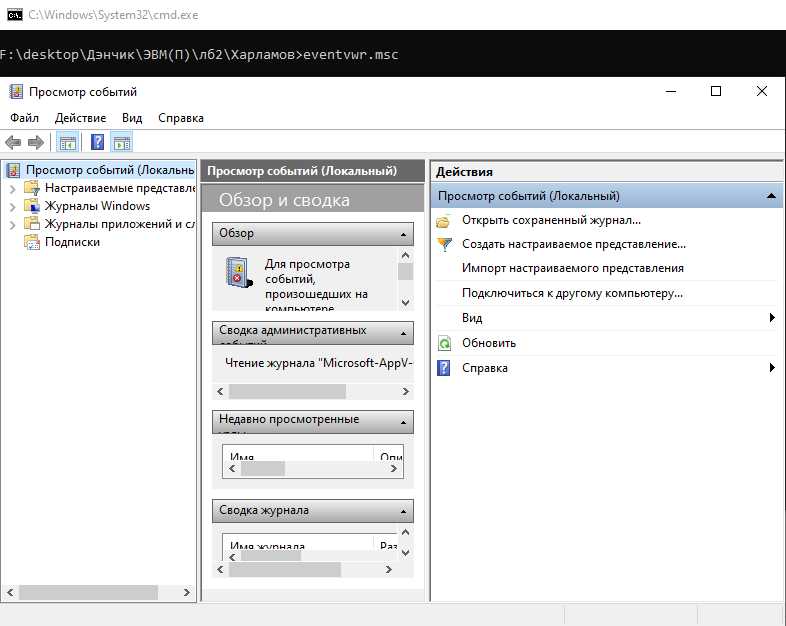 C:\Windows\System32\cmd.exe
F:\desktop\Дэнчик\ЭВМ(П)\лб2\Харламов>eventvwr.msc
Просмотр событий
Файл Действие Вид Справка
Просмотр событий (Локальны
Настраиваемые представле
Журналы Windows
Журналы приложений и сл
Подписки
Просмотр событий (Локальный)
Обзор и сводка
Обзор
Для просмотра
событий,
произошедших на
компьютере
Сводка административных
событий
Чтение журнала "Microsoft-AppV-
Недавно просмотренные
узлы
Имя Опи
Сводка журнала
Имя журнала Раз
Действия
Просмотр событий (Локальный)
Открыть сохраненный журнал...
Создать настраиваемое представление...
Импорт настраиваемого представления
Подключиться к другому компьютеру...
Вид
Обновить
Справка